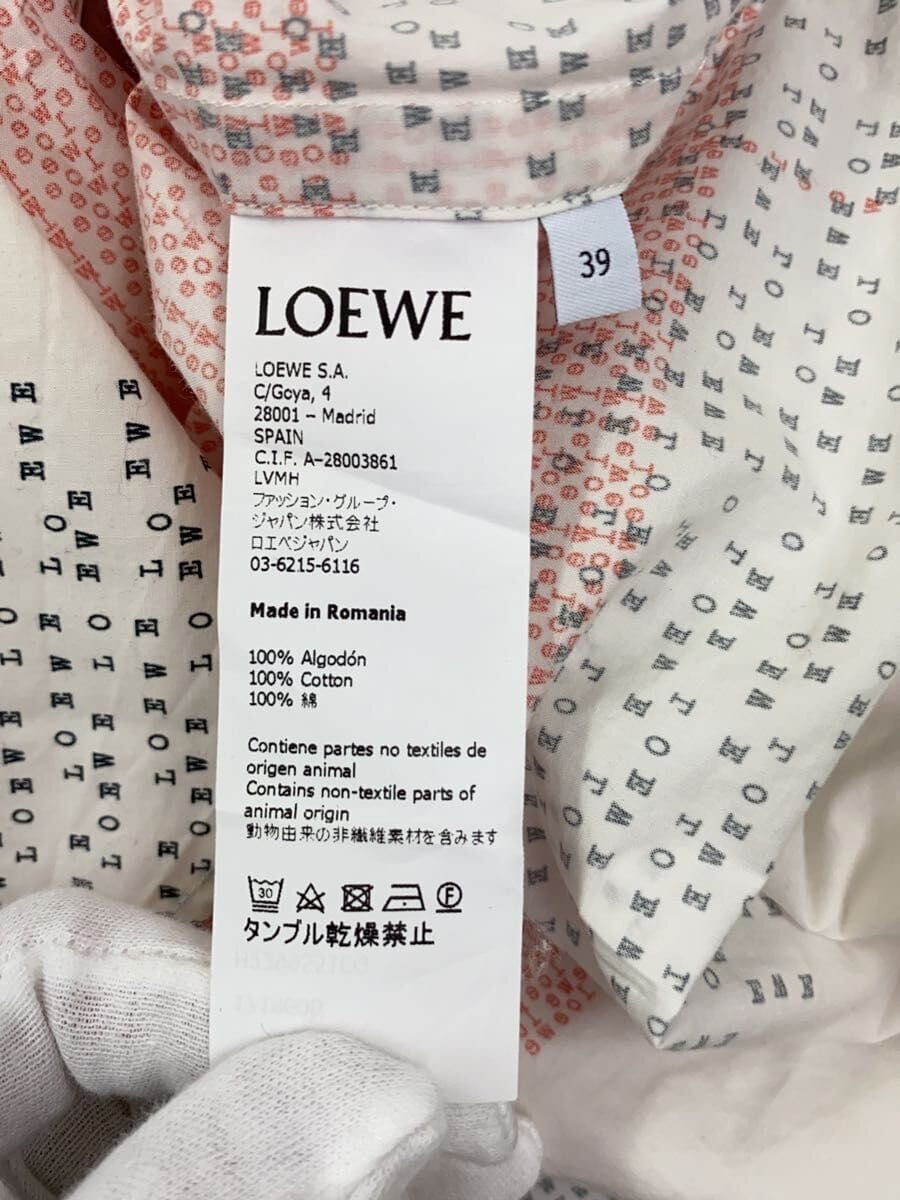 39
LOEWE
LOEWE S.A.
C/Goya, 4
28001 – Madrid
SPAIN
C.I.F. A-28003861
LVMH
ファッション・グループ・
ジャパン株式会社
ロエベジャパン
03-6215-6116
Made in Romania
100% Algodón
100% Cotton
100% 綿
Contiene partes no textiles de
origen animal
Contains non-textile parts of
animal origin
動物由来の非繊維素材を含みます
30
F
タンブル乾燥禁止